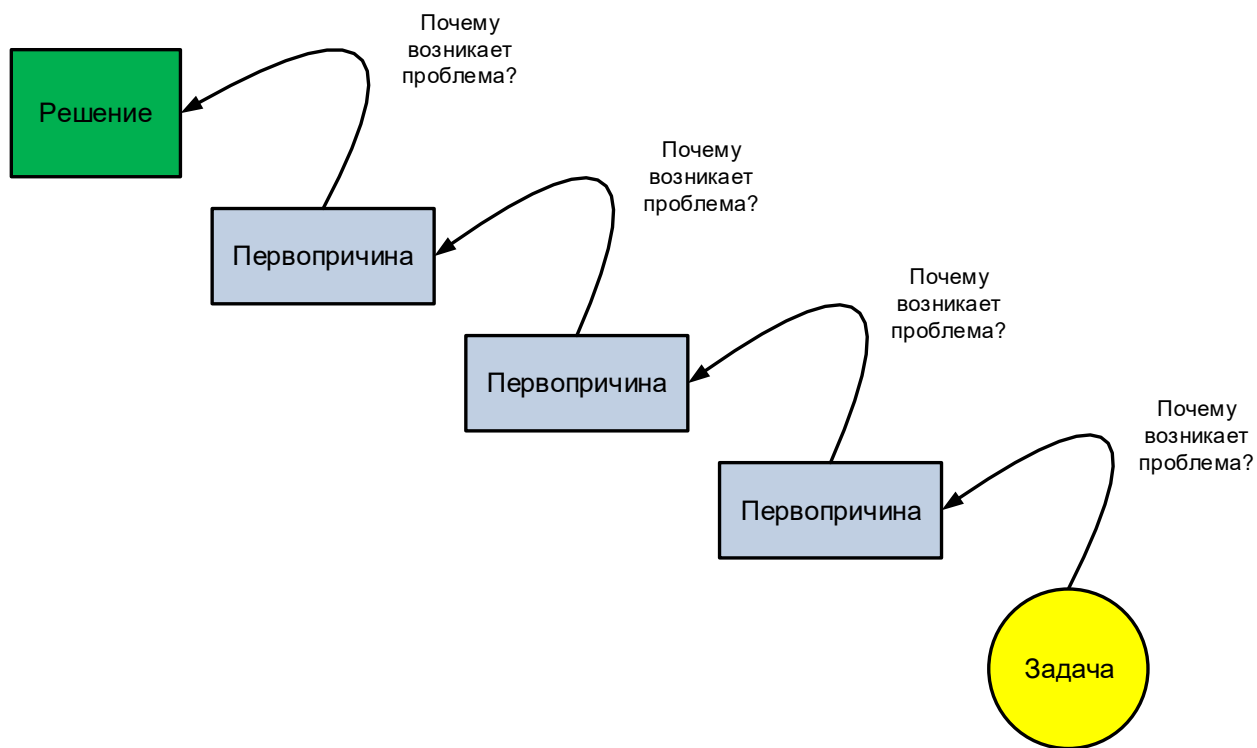 Почему
возникает
проблема?
Решение
Почему
возникает
проблема?
Первопричина
Почему
возникает
проблема?
Первопричина
Почему
возникает
проблема?
Первопричина
Задача